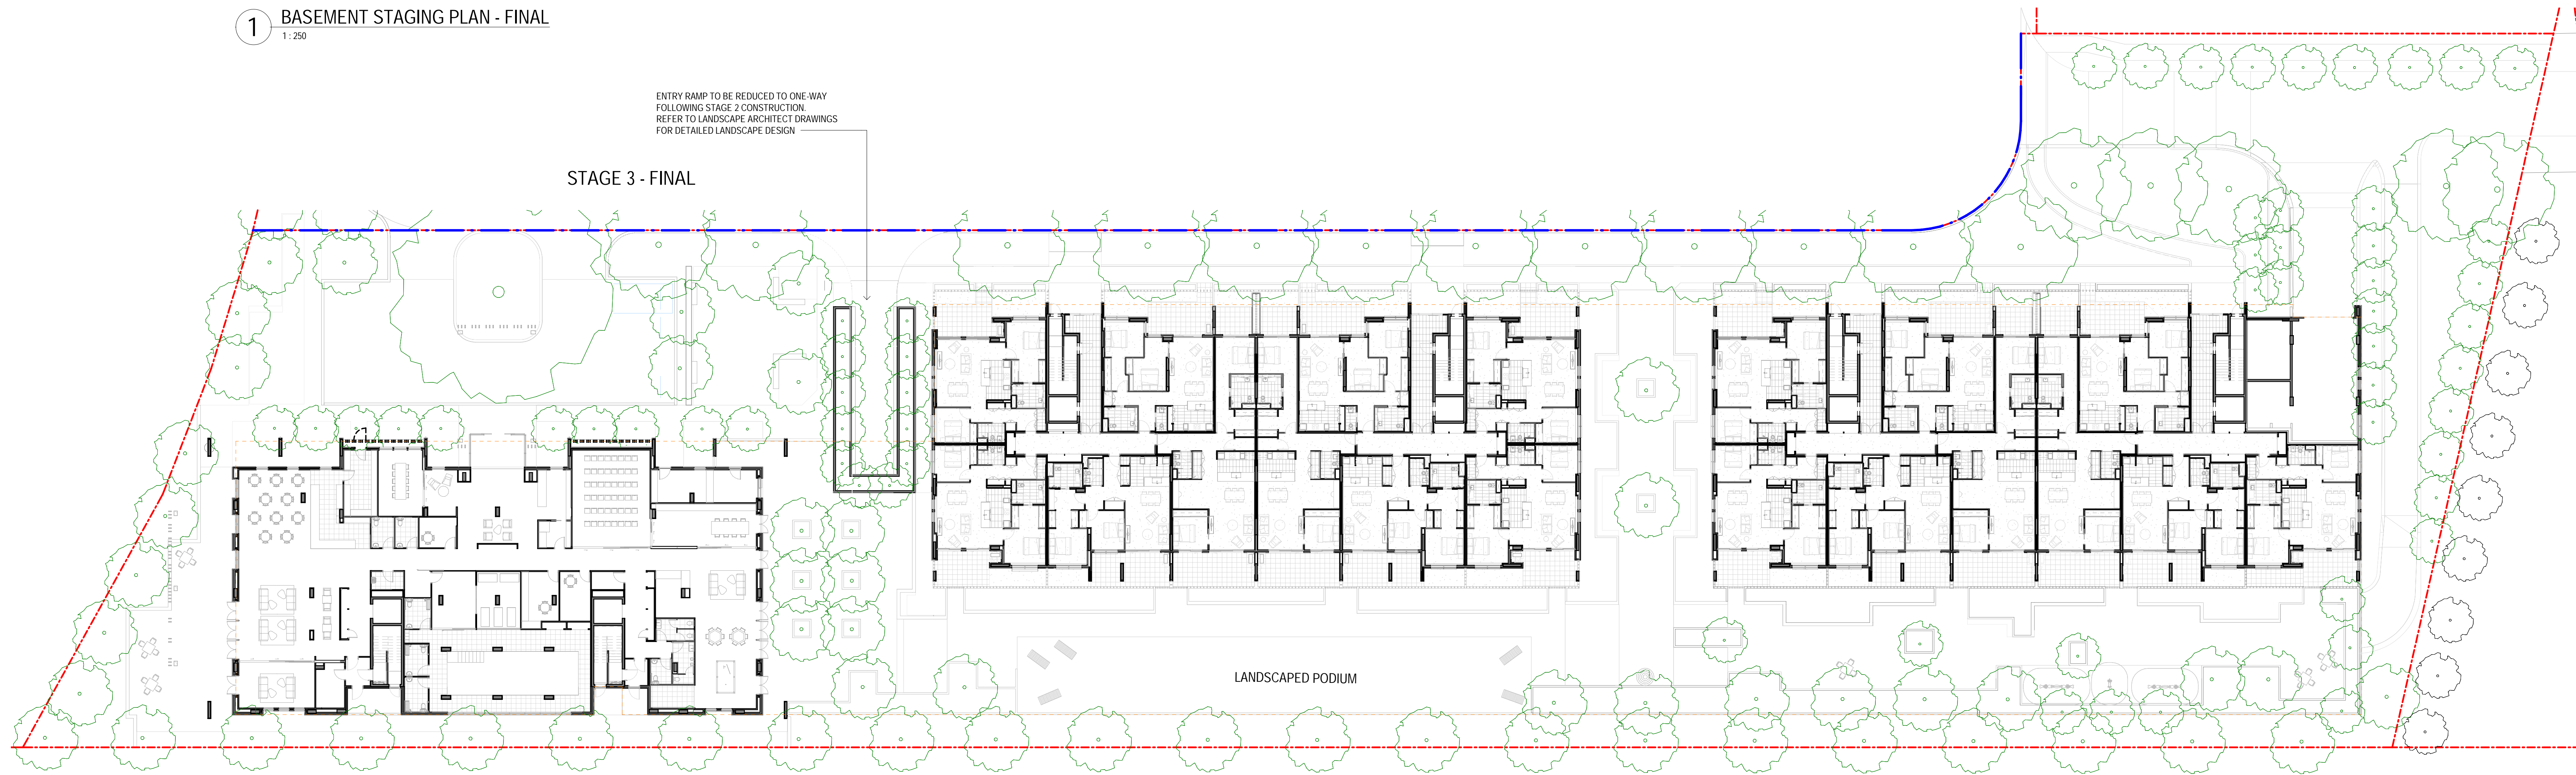 1
BASEMENT STAGING PLAN - FINAL
1 : 250
ENTRY RAMP TO BE REDUCED TO ONE-WAY
FOLLOWING STAGE 2 CONSTRUCTION.
REFER TO LANDSCAPE ARCHITECT DRAWINGS
FOR DETAILED LANDSCAPE DESIGN
STAGE 3 - FINAL
LANDSCAPED PODIUM